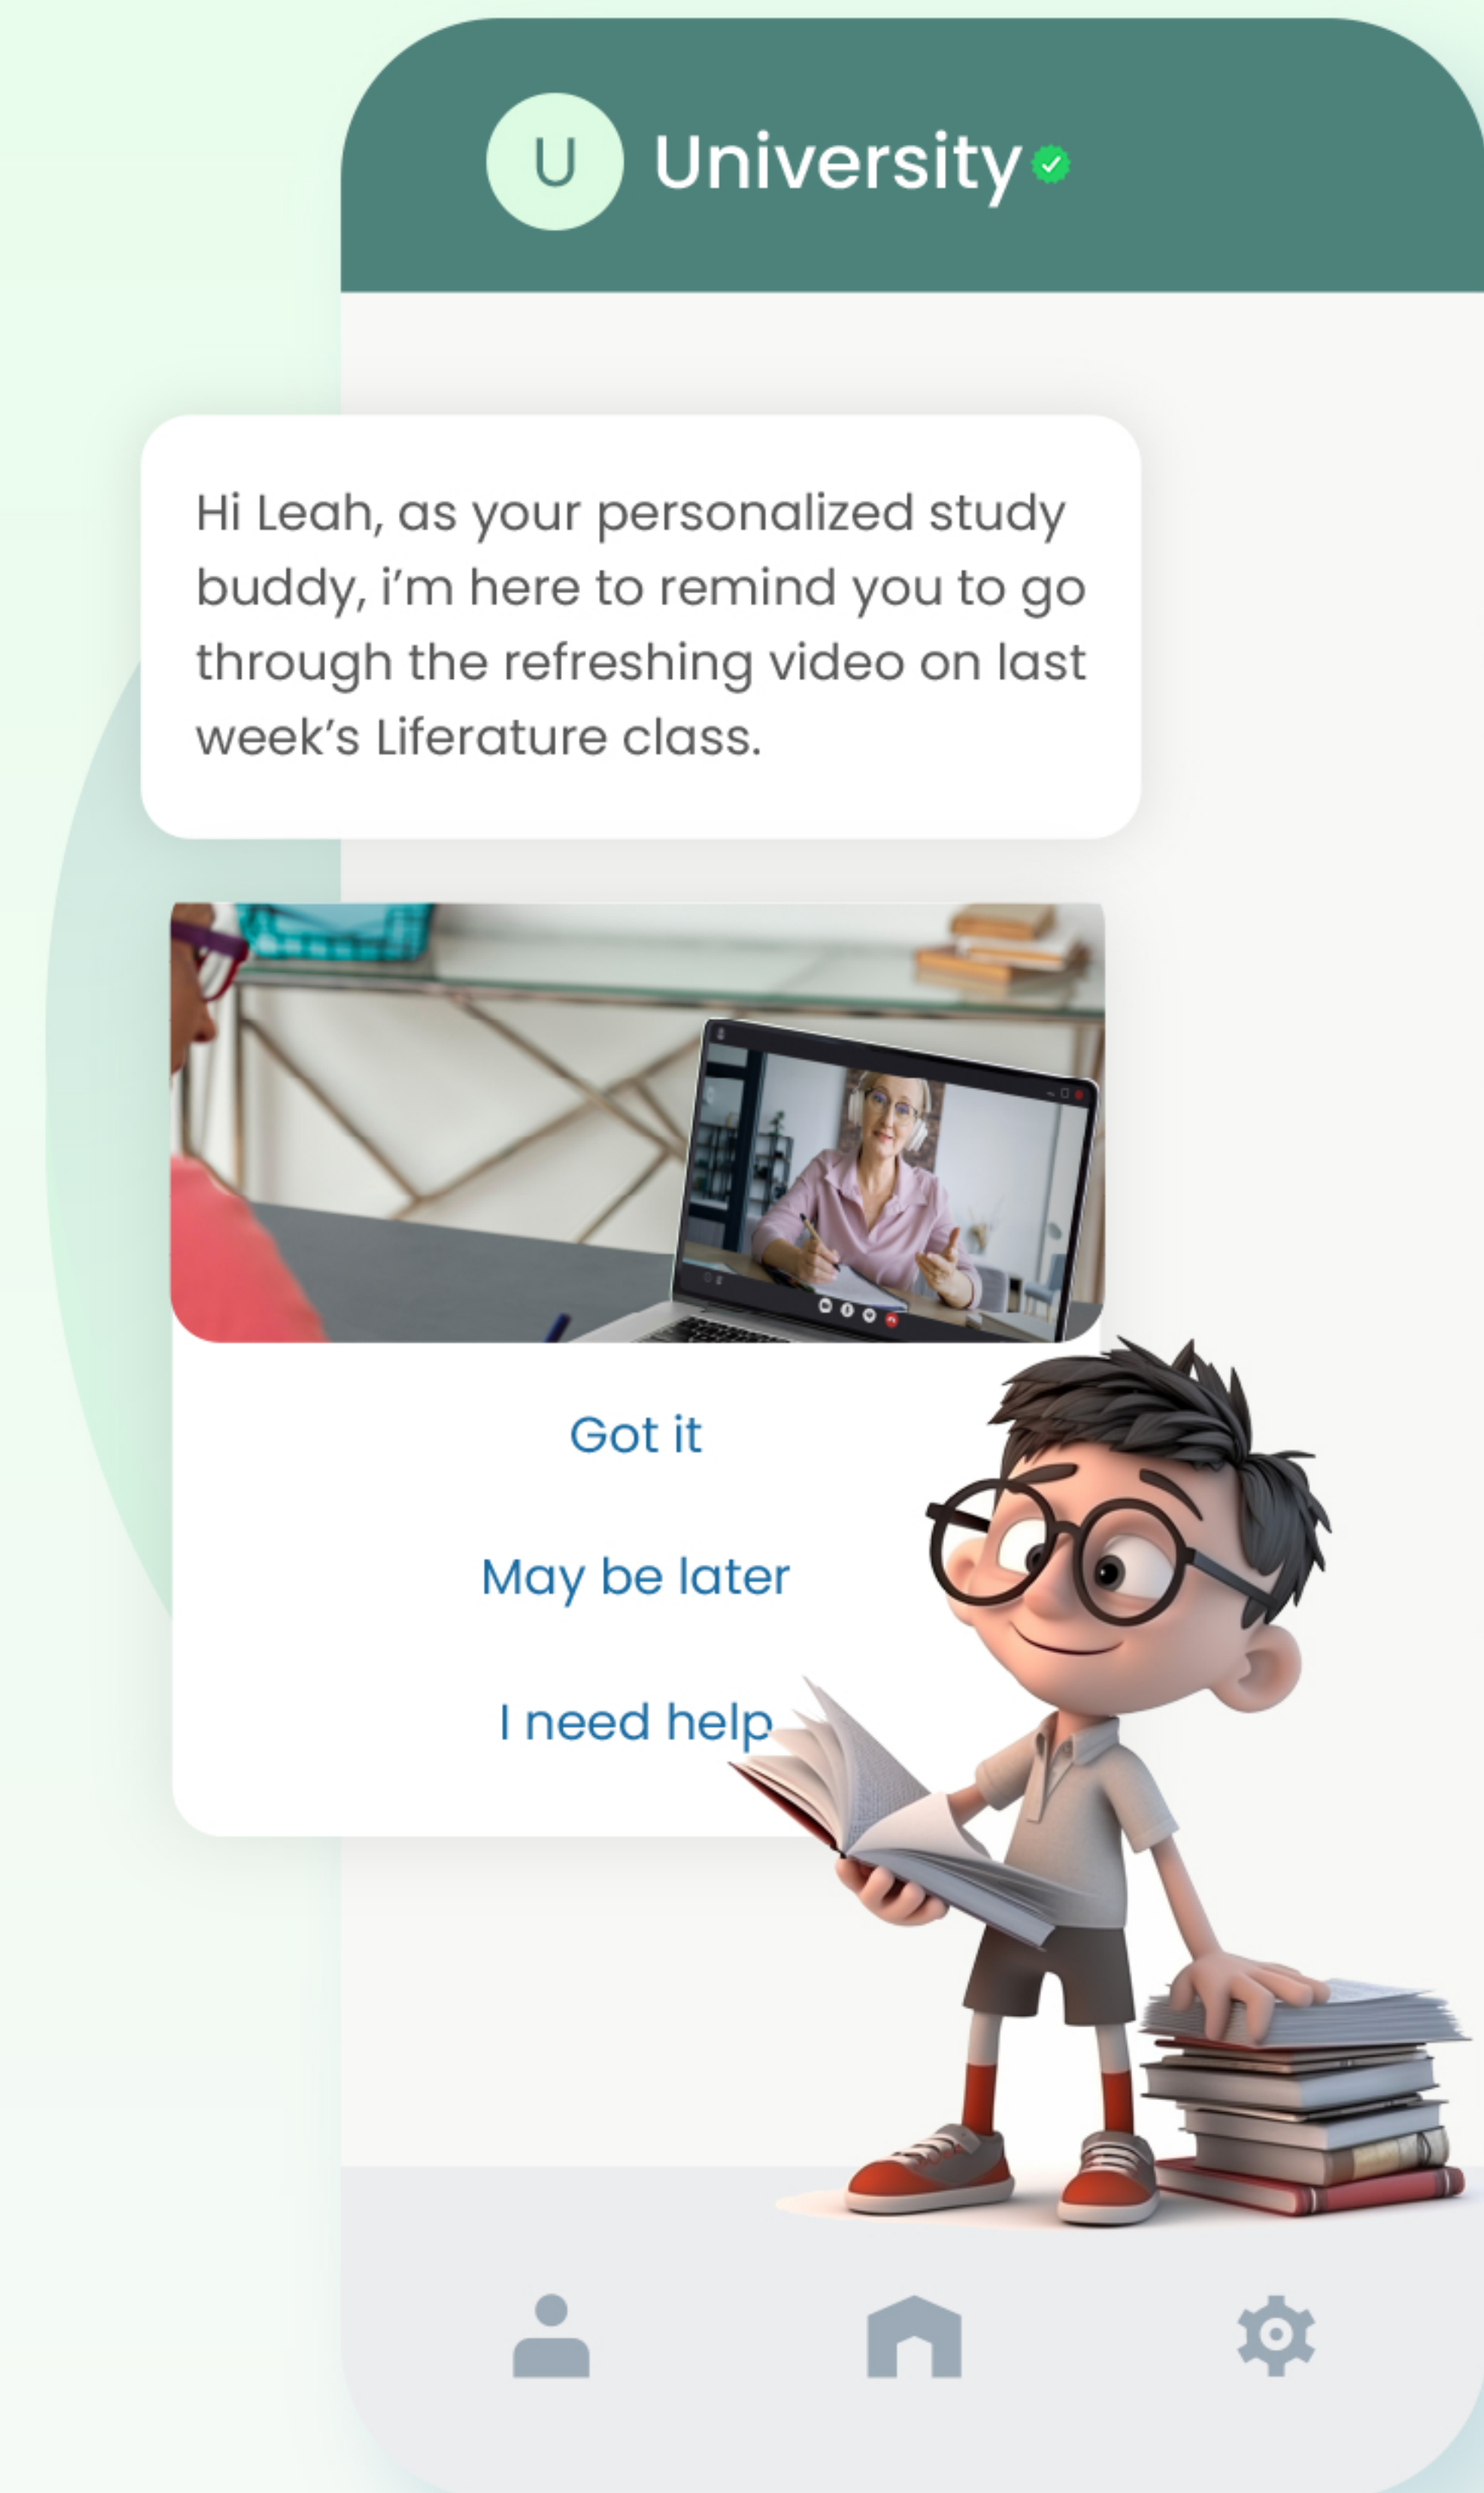 U University
Hi Leah, as your personalized study
buddy, i’m here to remind you to go
through the refreshing video on last
week’s Liferature class.
Got it
May be later
I need help